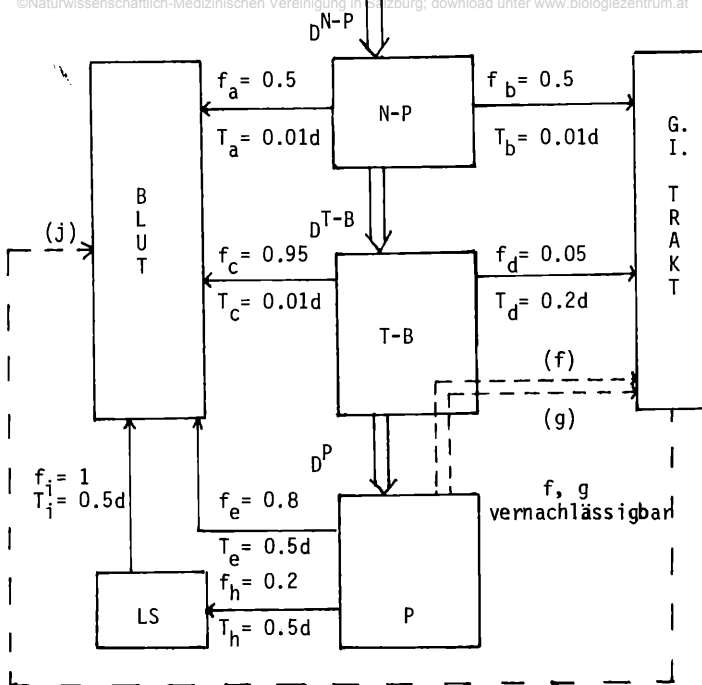 ©Naturwissenschaftlich-Medizinischen Vereinigung in Salzburg; download unter www.biologiezentrum.at
D^N-P
f_a = 0.5
T_a = 0.01d
N-P
f_b = 0.5
T_b = 0.01d
G.
I.
T
R
A
K
T
B
L
U
T
(j)
D^T-B
f_c = 0.95
T_c = 0.01d
T-B
f_d = 0.05
T_d = 0.2d
(f)
(g)
D^P
f_i = 1
T_i = 0.5d
f_e = 0.8
T_e = 0.5d
f, g
vernachlässigbar
f_h = 0.2
T_h = 0.5d
LS
P